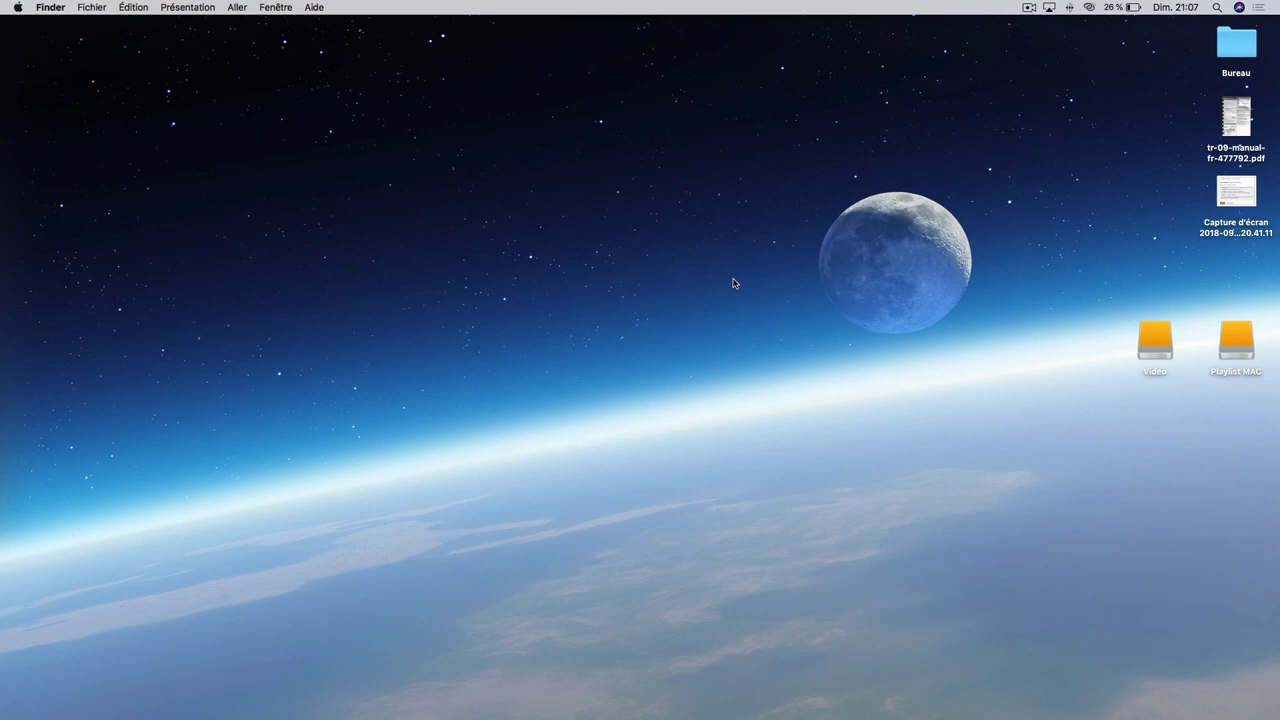 Finder Fichier Édition Présentation Aller Fenêtre Aide 26 % Dim. 21:07
Bureau
tr-09-manual-
fr-477792.pdf
Capture d'écran
2018-09...20.41.11
Video
Playlist MAC